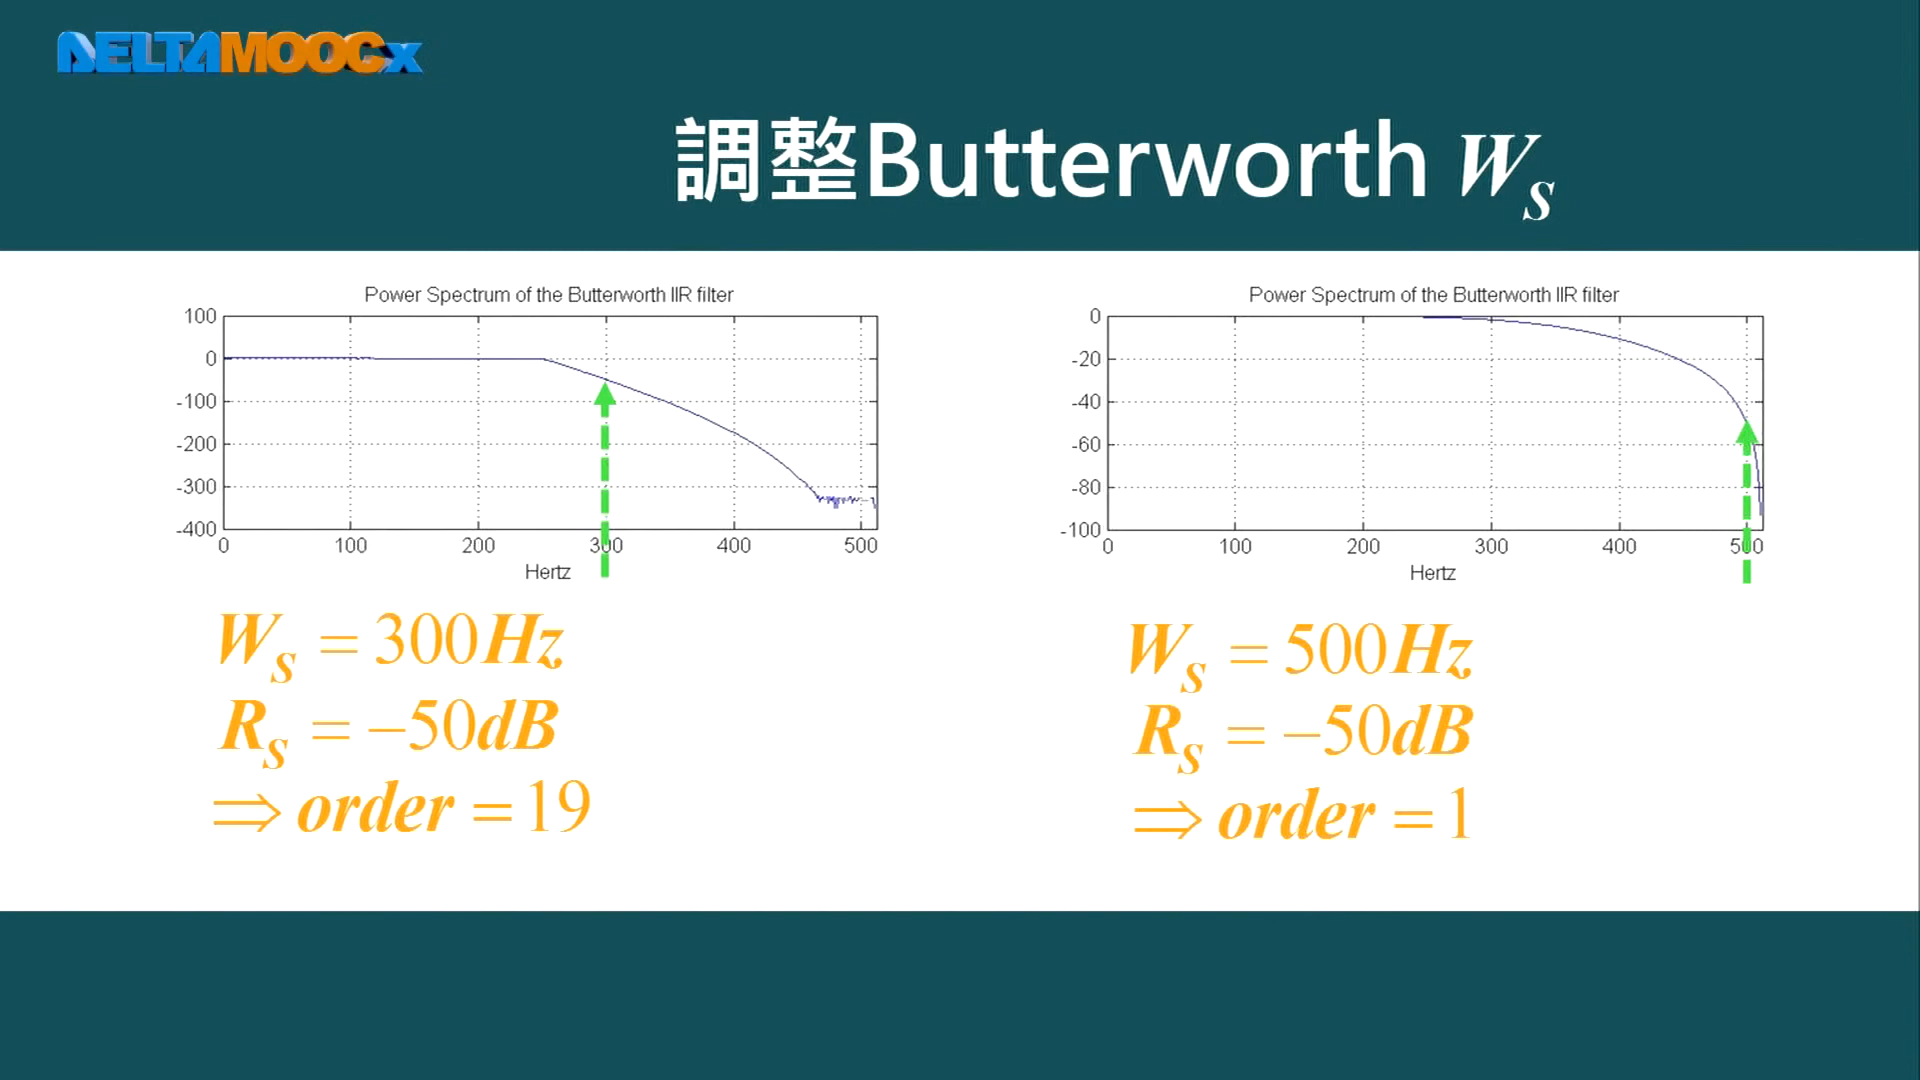 DELTAMOOCx
調整Butterworth W_S
Power Spectrum of the Butterworth IIR filter
100
0
-100
-200
-300
-400
0 100 200 300 400 500
Hertz
W_S = 300Hz
R_S = −50dB
⇒ order = 19
Power Spectrum of the Butterworth IIR filter
0
-20
-40
-60
-80
-100
0 100 200 300 400 500
Hertz
W_S = 500Hz
R_S = −50dB
⇒ order = 1